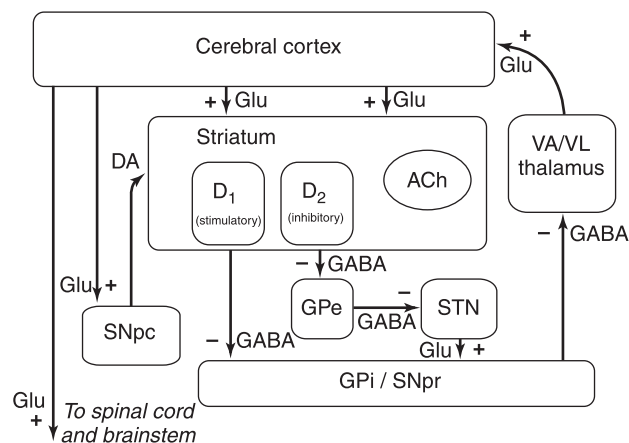 Cerebral cortex
+
Glu
+ Glu
+ Glu
VA/VL
thalamus
Striatum
DA
D1
(stimulatory)
D2
(inhibitory)
ACh
− GABA
− GABA
Glu +
SNpc
GPe
−
GABA
STN
− GABA
Glu +
GPi / SNpr
Glu
+
To spinal cord
and brainstem